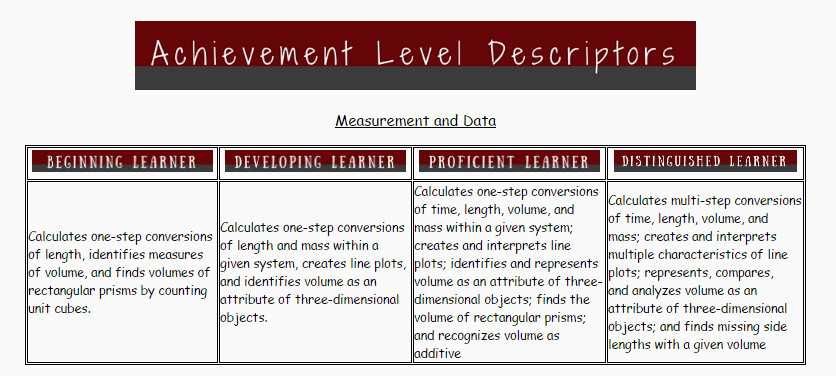 Achievement Level Descriptors
Measurement and Data
BEGINNING LEARNER
DEVELOPING LEARNER
PROFICIENT LEARNER
DISTINGUISHED LEARNER
Calculates one-step conversions
of length, identifies measures
of volume, and finds volumes of
rectangular prisms by counting
unit cubes.
Calculates one-step conversions
of length and mass within a
given system, creates line plots,
and identifies volume as an
attribute of three-dimensional
objects.
Calculates one-step conversions
of time, length, volume, and
mass within a given system;
creates and interprets line
plots; identifies and represents
volume as an attribute of three-
dimensional objects; finds the
volume of rectangular prisms;
and recognizes volume as
additive
Calculates multi-step conversions
of time, length, volume, and
mass; creates and interprets
multiple characteristics of line
plots; represents, compares,
and analyzes volume as an
attribute of three-dimensional
objects; and finds missing side
lengths with a given volume